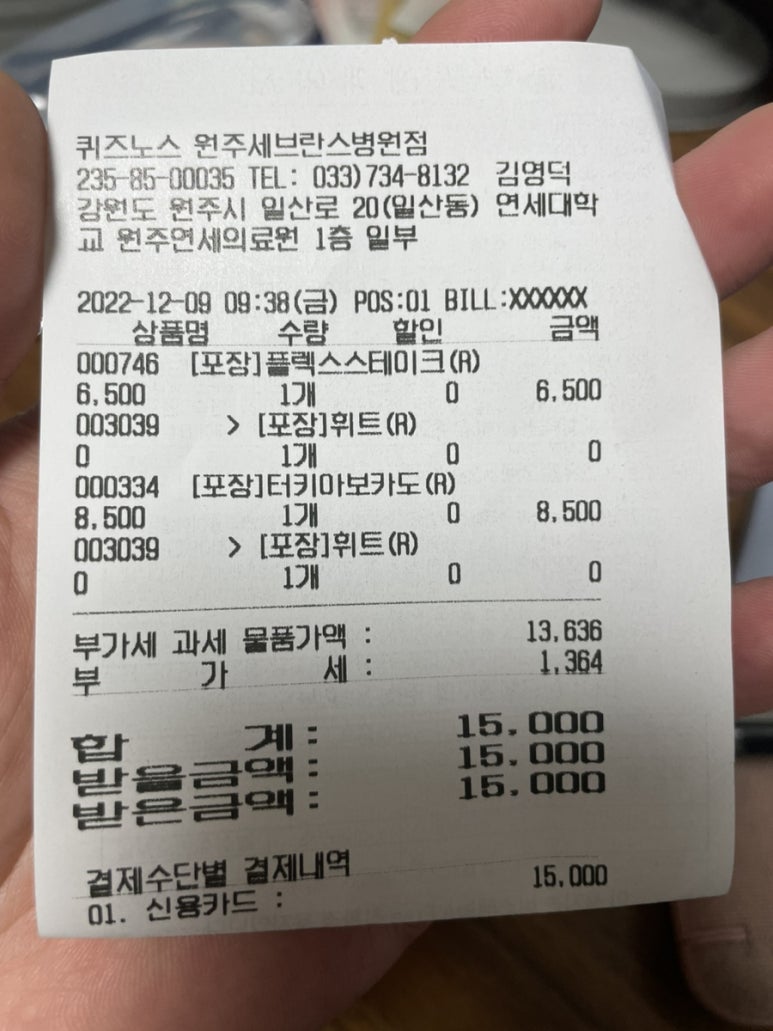 퀴즈노스 원주세브란스병원점
235-85-00035 TEL: 033)734-8132 김영덕
강원도 원주시 일산로 20(일산동) 연세대학
교 원주연세의료원 1층 일부
2022-12-09 09:38(금) POS:01 BILL:XXXXXX
상품명 수량 할인 금액
000746 [포장]플렉스스테이크(R)
6,500 1개 0 6,500
003039 > [포장]휘트(R)
0 1개 0 0
000334 [포장]터키아보카도(R)
8,500 1개 0 8,500
003039 > [포장]휘트(R)
0 1개 0 0
부가세 과세 물품가액 : 13,636
부 가 세 : 1,364
합 계 : 15,000
받을금액 : 15,000
받은금액 : 15,000
결제수단별 결제내역
01. 신용카드 : 15,000